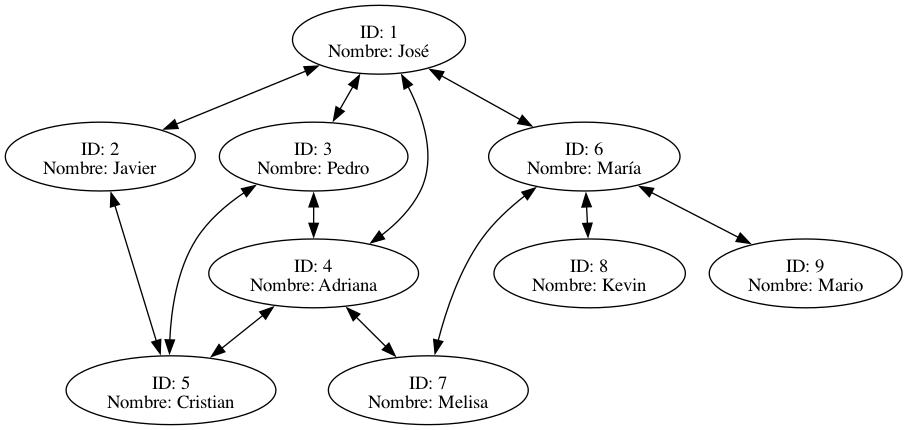 ID: 1
Nombre: José
ID: 2
Nombre: Javier
ID: 3
Nombre: Pedro
ID: 6
Nombre: María
ID: 4
Nombre: Adriana
ID: 8
Nombre: Kevin
ID: 9
Nombre: Mario
ID: 5
Nombre: Cristian
ID: 7
Nombre: Melisa